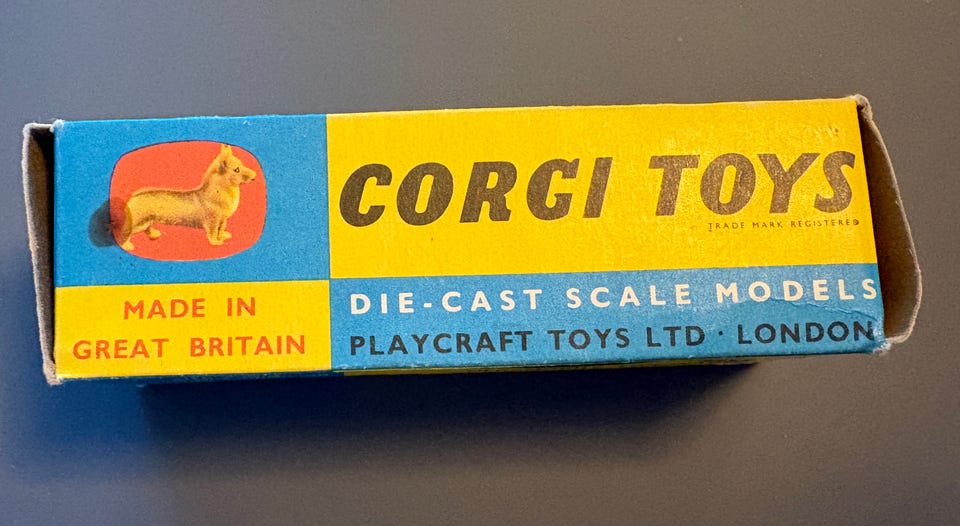 CORGI TOYS
TRADE MARK REGISTERED
MADE IN
GREAT BRITAIN
DIE-CAST SCALE MODELS
PLAYCRAFT TOYS LTD · LONDON